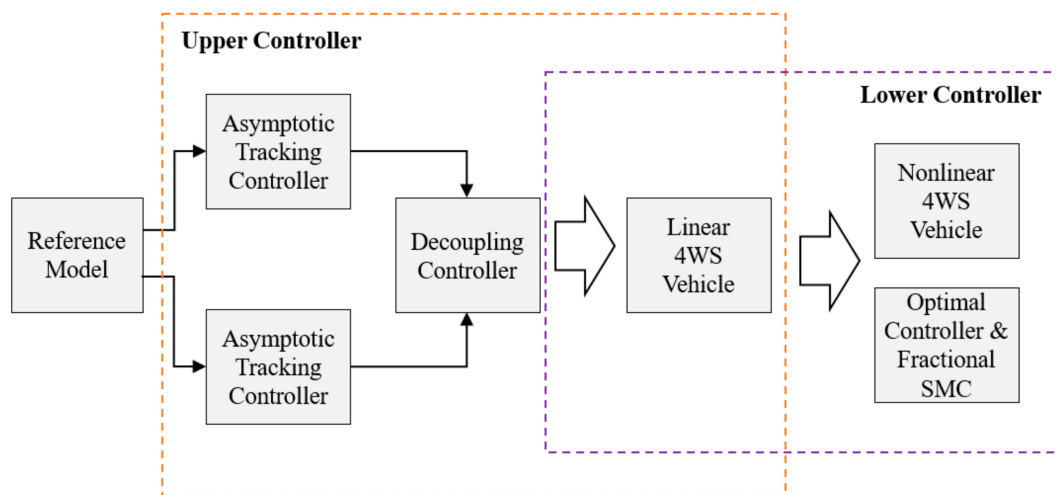 Upper Controller
Lower Controller
Reference
Model
Asymptotic
Tracking
Controller
Asymptotic
Tracking
Controller
Decoupling
Controller
Linear
4WS
Vehicle
Nonlinear
4WS
Vehicle
Optimal
Controller &
Fractional
SMC